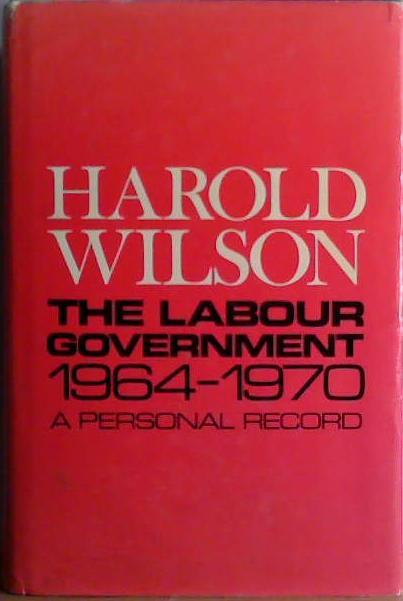 HAROLD
WILSON
THE LABOUR
GOVERNMENT
1964-1970
A PERSONAL RECORD